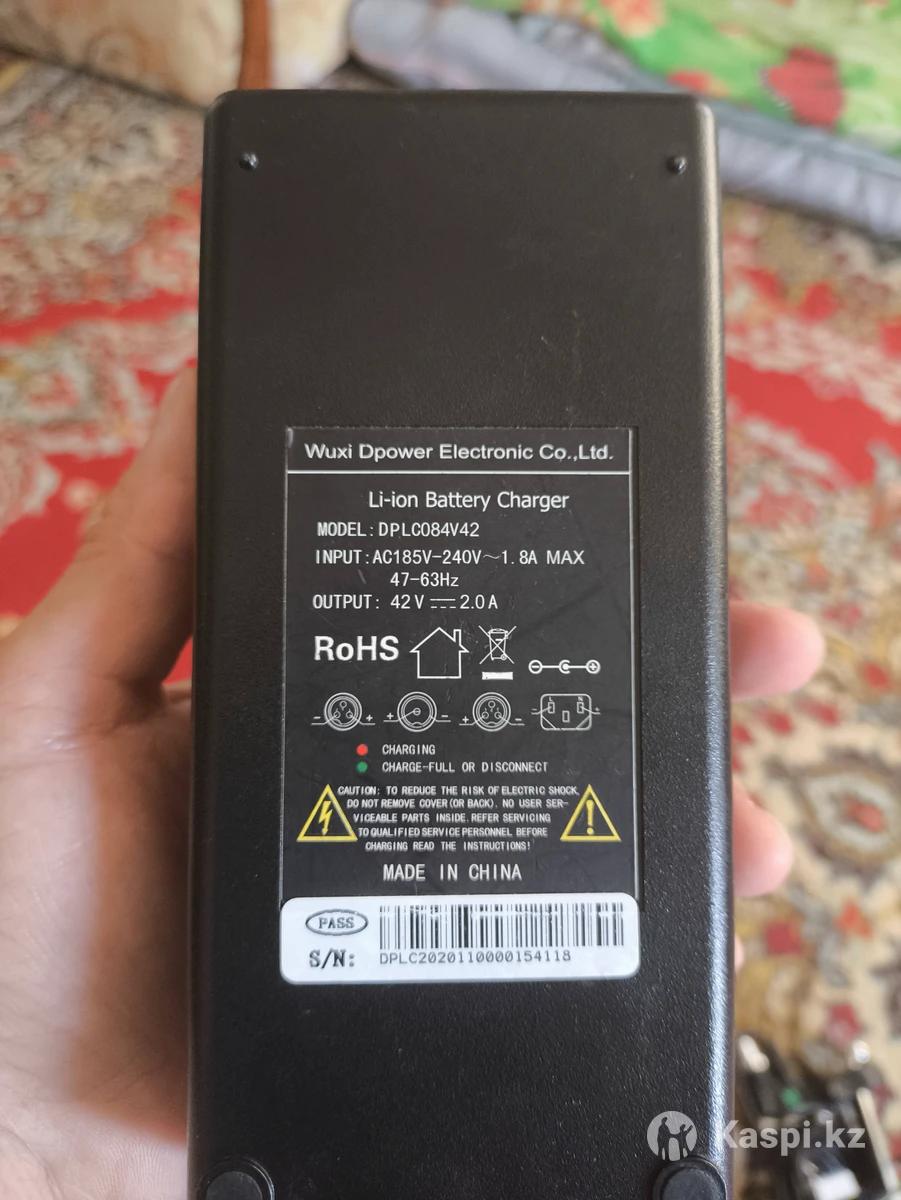 Wuxi Dpower Electronic Co.,Ltd.
Li-ion Battery Charger
MODEL: DPLC084V42
INPUT: AC185V-240V～1.8A MAX
47-63Hz
OUTPUT: 42V⎓2.0A
RoHS
CHARGING
CHARGE-FULL OR DISCONNECT
CAUTION: TO REDUCE THE RISK OF ELECTRIC SHOCK,
DO NOT REMOVE COVER (OR BACK). NO USER SER-
VICEABLE PARTS INSIDE. REFER SERVICING
TO QUALIFIED SERVICE PERSONNEL BEFORE
CHARGING READ THE INSTRUCTIONS!
MADE IN CHINA
PASS
S/N: DPLC2020110000154118
Kaspi.kz